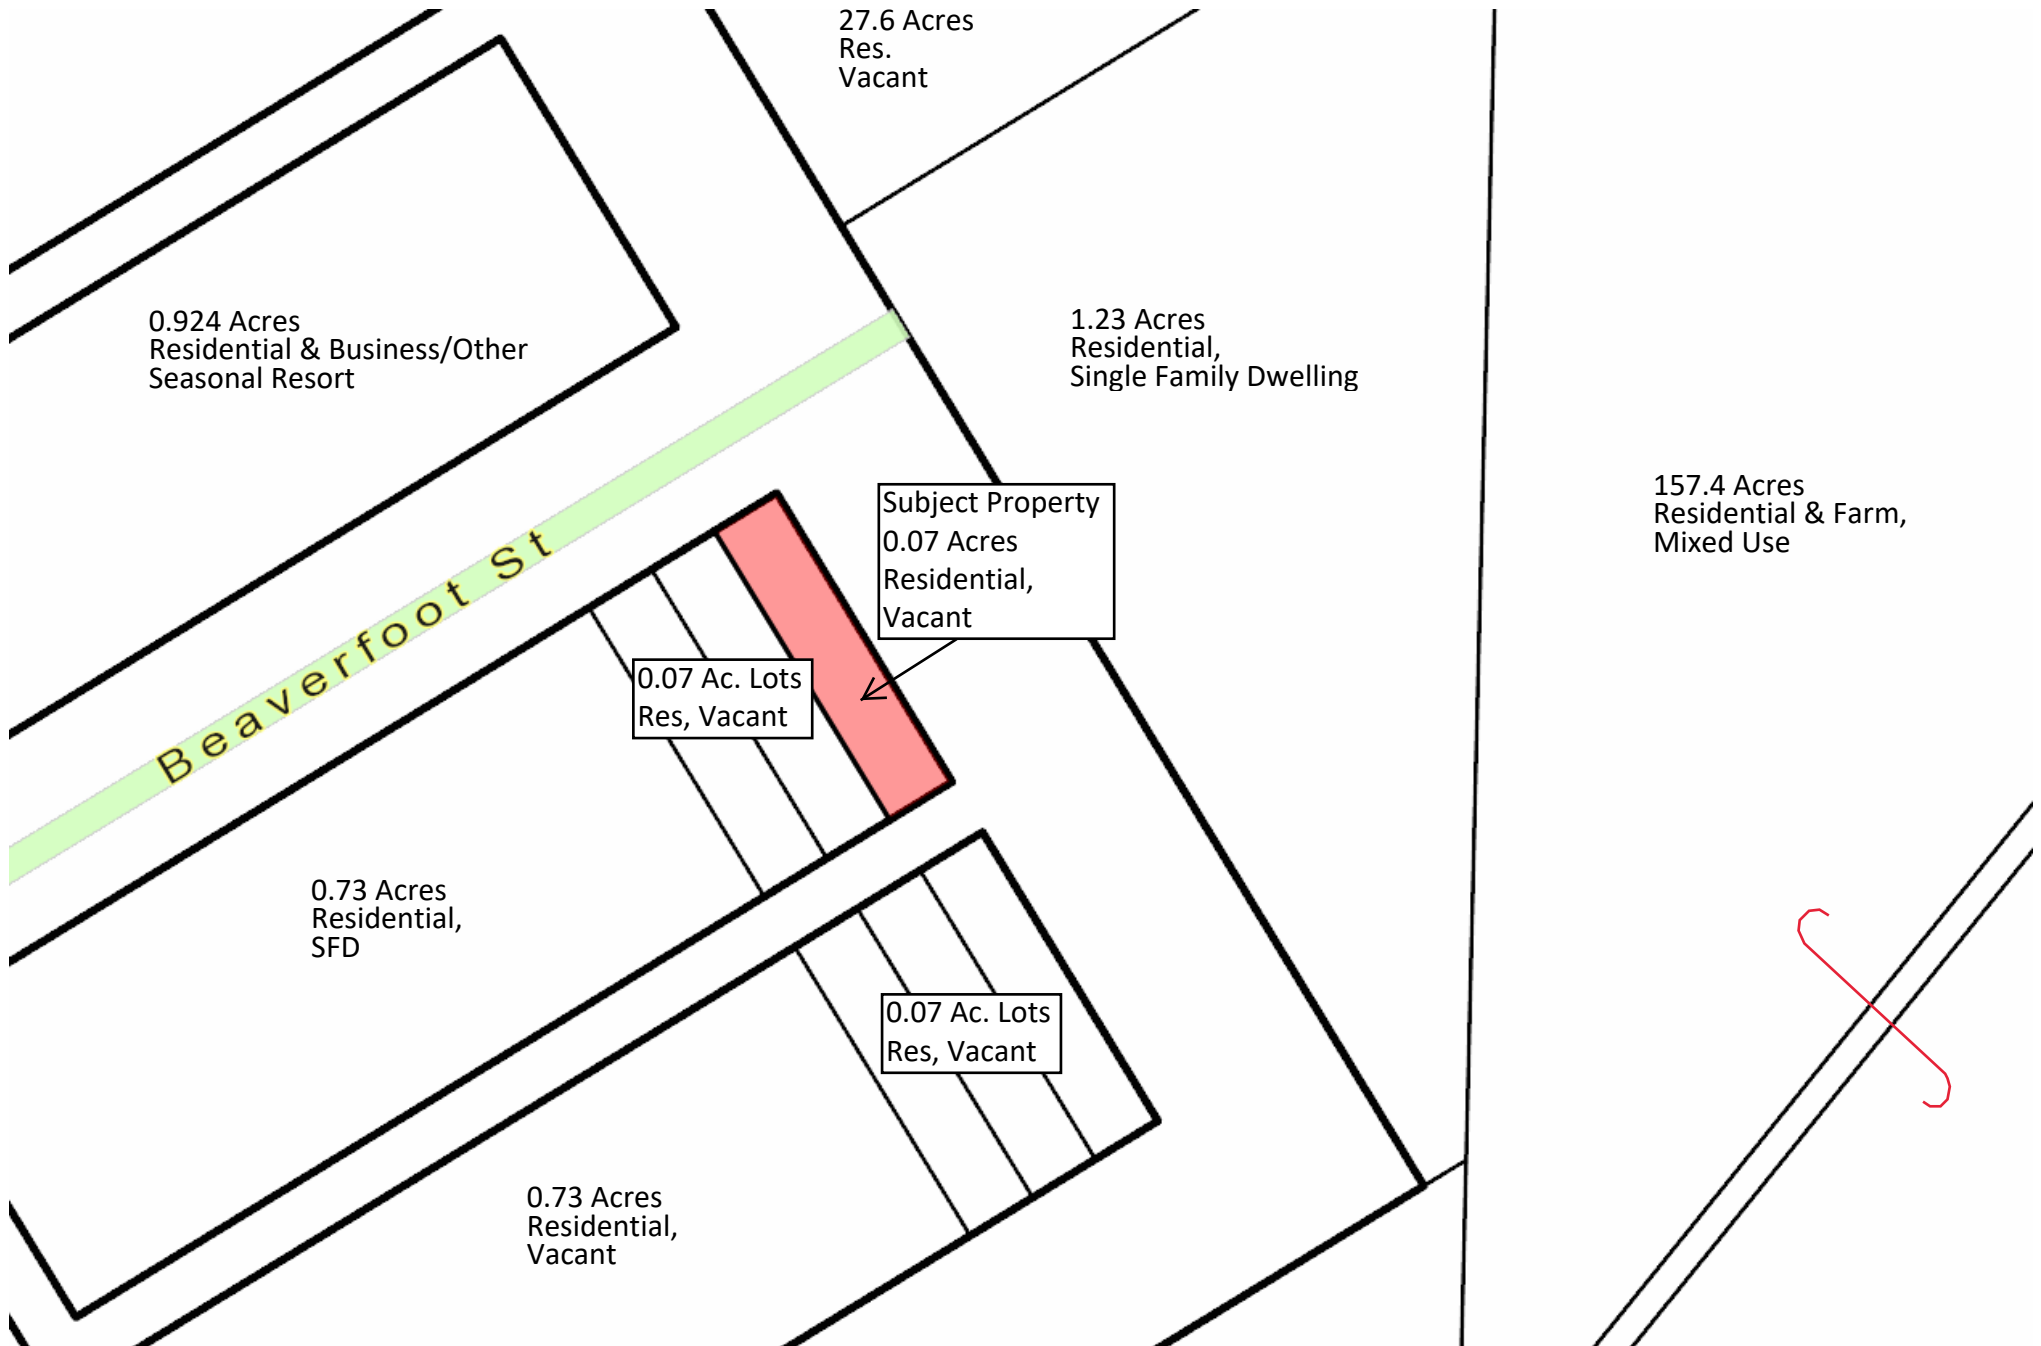 27.6 Acres
Res.
Vacant
0.924 Acres
Residential & Business/Other
Seasonal Resort
1.23 Acres
Residential,
Single Family Dwelling
157.4 Acres
Residential & Farm,
Mixed Use
Subject Property
0.07 Acres
Residential,
Vacant
Beaverfoot St
0.07 Ac. Lots
Res, Vacant
0.73 Acres
Residential,
SFD
0.07 Ac. Lots
Res, Vacant
0.73 Acres
Residential,
Vacant